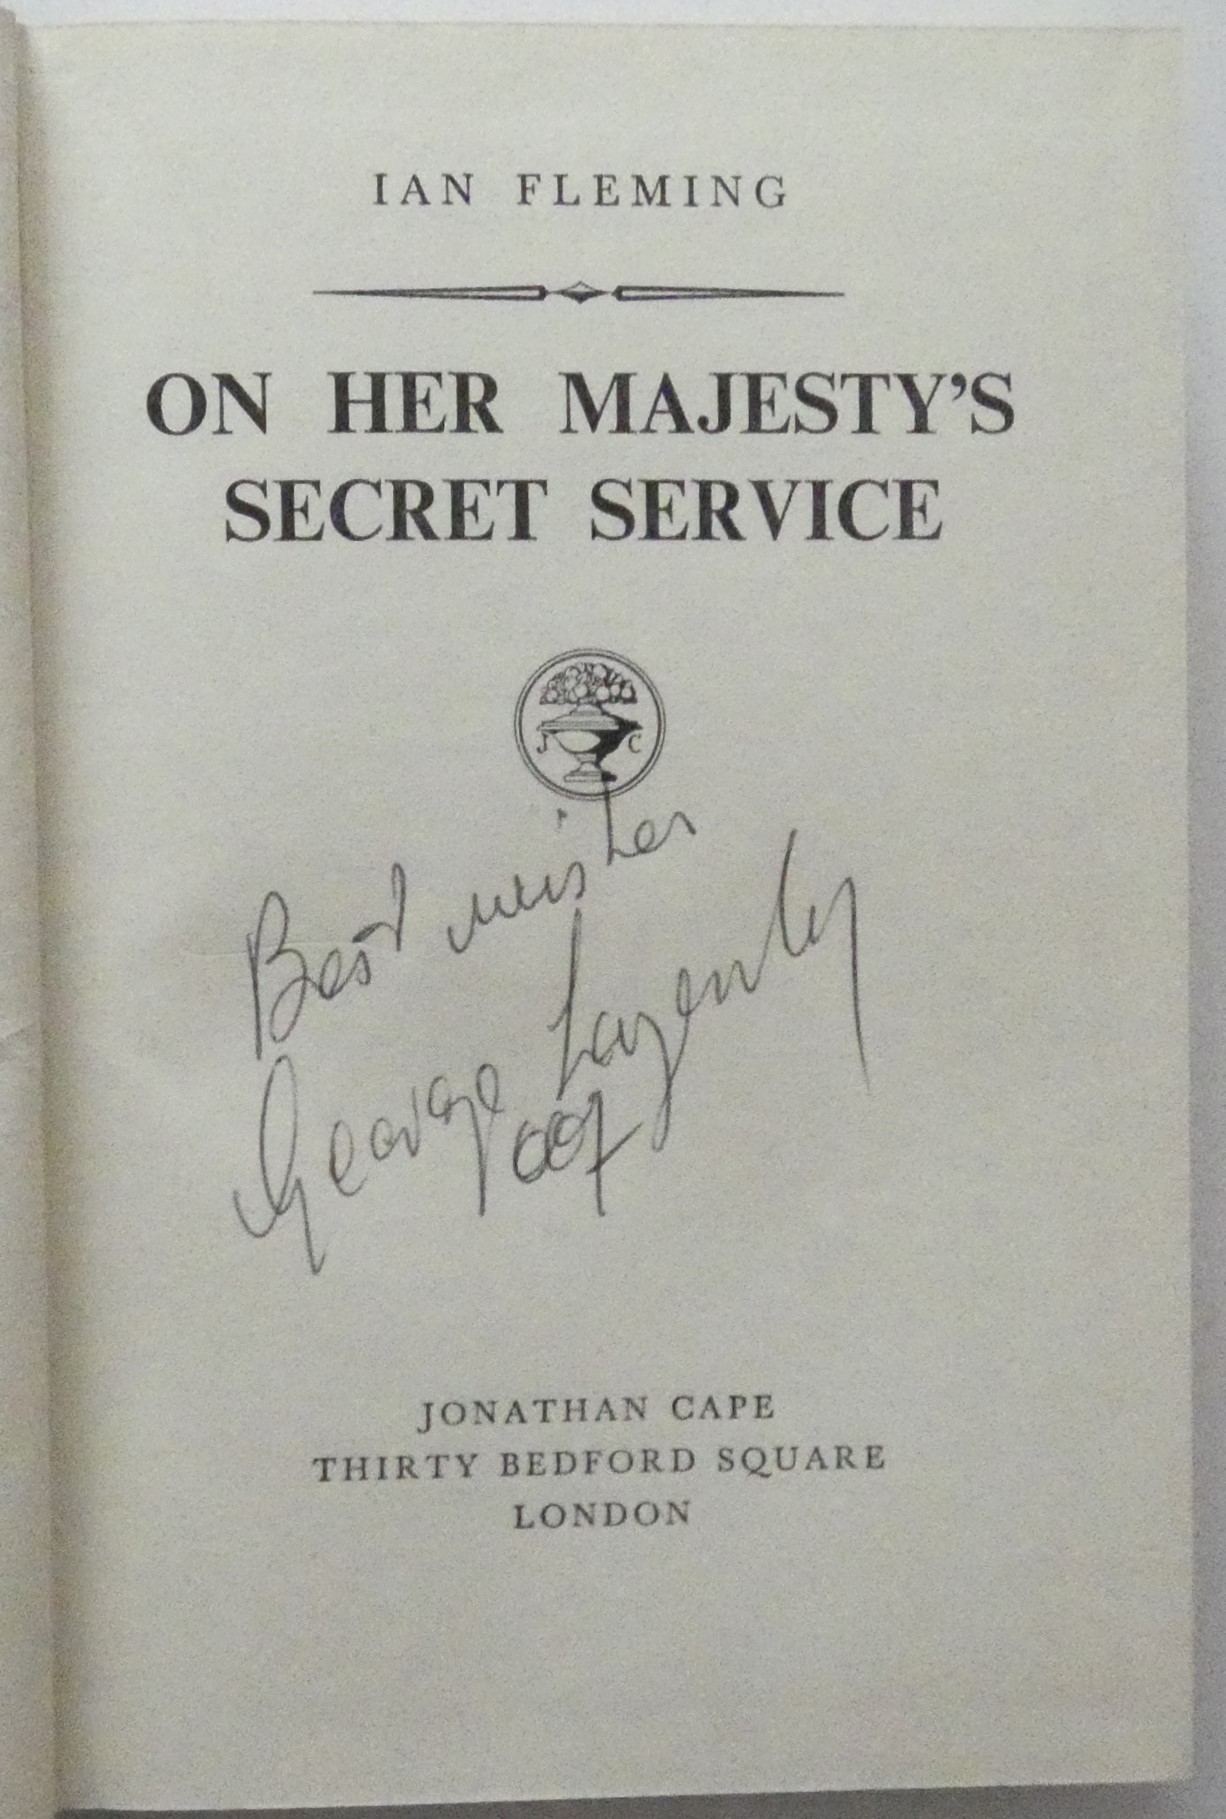 IAN FLEMING
ON HER MAJESTY'S
SECRET SERVICE
J C
Best wishes
George Lazenby
007
JONATHAN CAPE
THIRTY BEDFORD SQUARE
LONDON